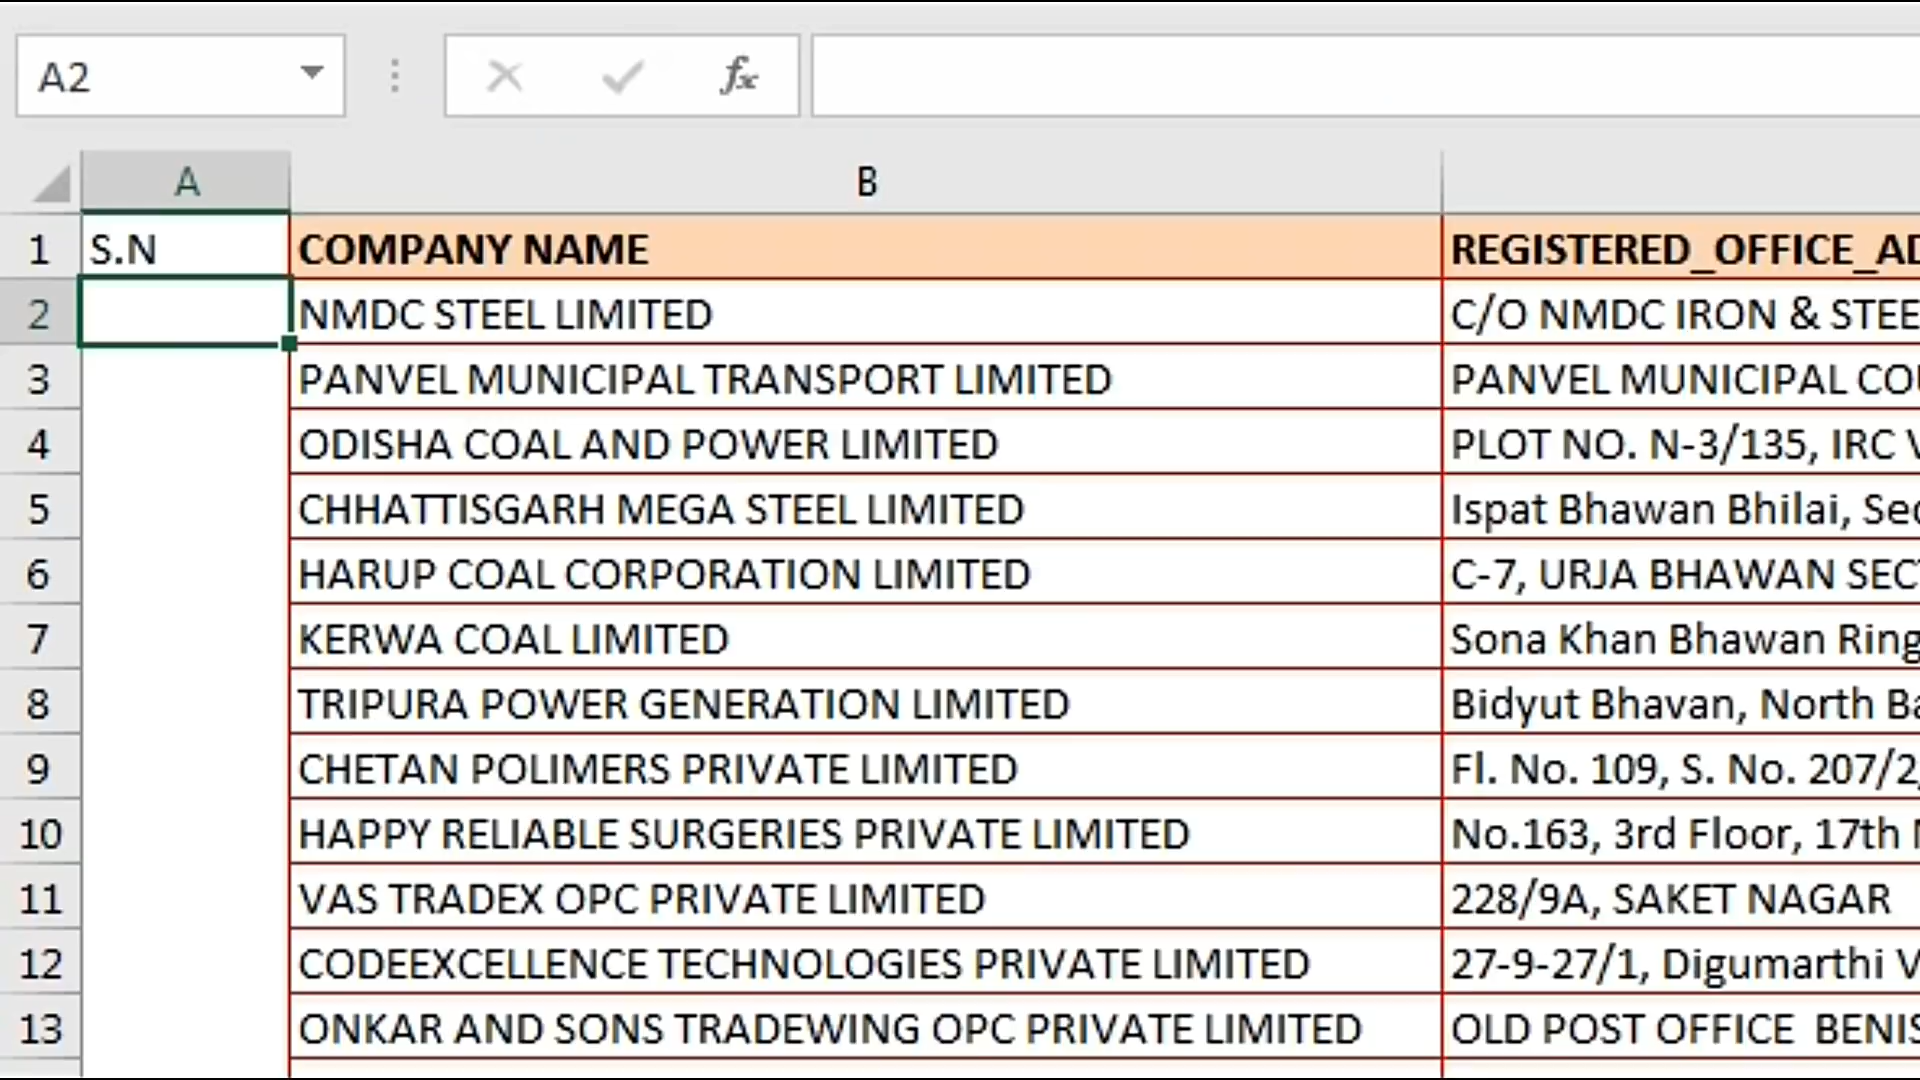 A2 fx
A B
1 S.N COMPANY NAME REGISTERED_OFFICE_AD
2 NMDC STEEL LIMITED C/O NMDC IRON & STEE
3 PANVEL MUNICIPAL TRANSPORT LIMITED PANVEL MUNICIPAL COU
4 ODISHA COAL AND POWER LIMITED PLOT NO. N-3/135, IRC V
5 CHHATTISGARH MEGA STEEL LIMITED Ispat Bhawan Bhilai, Sec
6 HARUP COAL CORPORATION LIMITED C-7, URJA BHAWAN SECT
7 KERWA COAL LIMITED Sona Khan Bhawan Ring
8 TRIPURA POWER GENERATION LIMITED Bidyut Bhavan, North Ba
9 CHETAN POLIMERS PRIVATE LIMITED Fl. No. 109, S. No. 207/2,
10 HAPPY RELIABLE SURGERIES PRIVATE LIMITED No.163, 3rd Floor, 17th
11 VAS TRADEX OPC PRIVATE LIMITED 228/9A, SAKET NAGAR
12 CODEEXCELLENCE TECHNOLOGIES PRIVATE LIMITED 27-9-27/1, Digumarthi V
13 ONKAR AND SONS TRADEWING OPC PRIVATE LIMITED OLD POST OFFICE BENIS